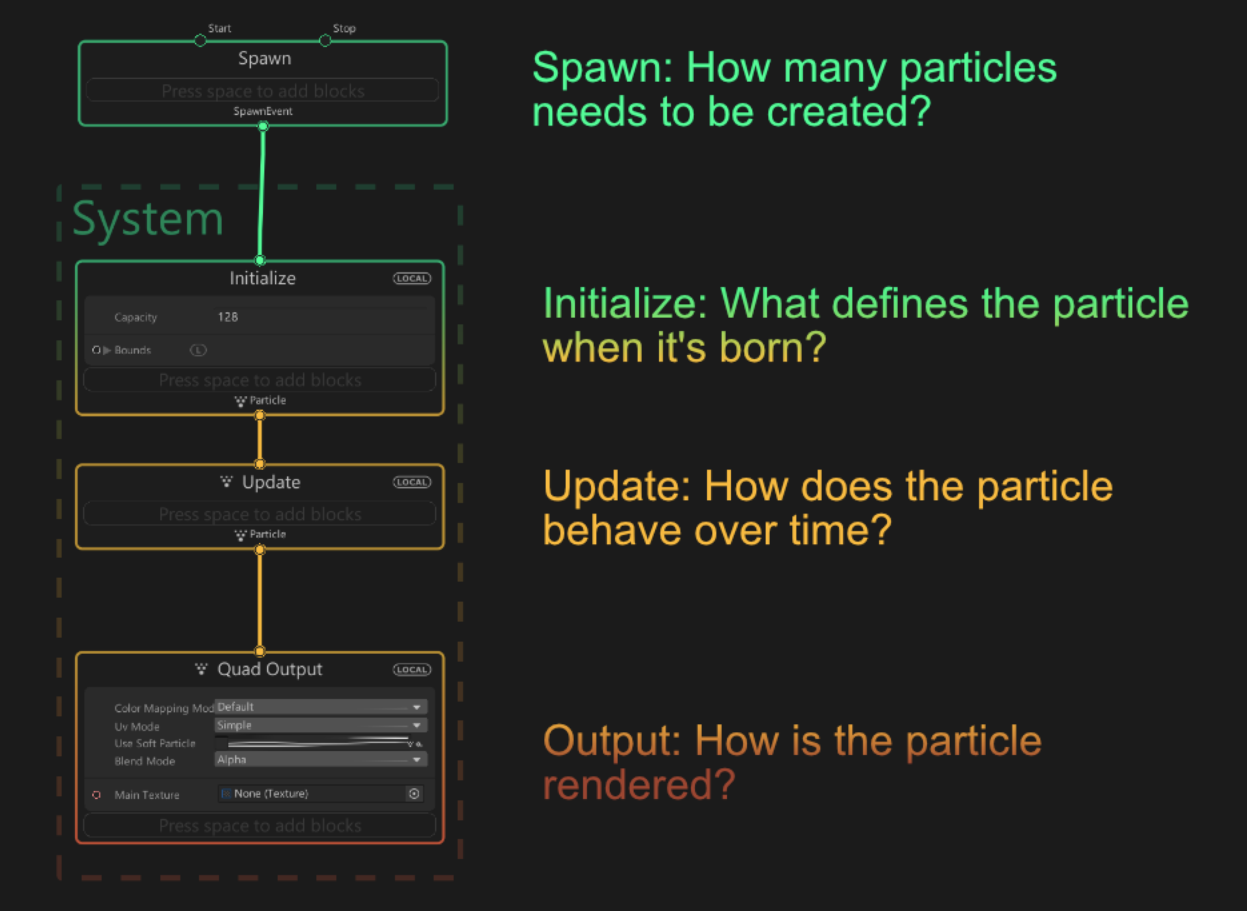 Start
Stop
Spawn
Press space to add blocks
SpawnEvent
Spawn: How many particles
needs to be created?
System
Initialize
LOCAL
Capacity
128
Bounds
L
Press space to add blocks
Particle
Initialize: What defines the particle
when it's born?
Update
LOCAL
Press space to add blocks
Particle
Update: How does the particle
behave over time?
Quad Output
LOCAL
Color Mapping Mod
Default
Uv Mode
Simple
Use Soft Particle
Blend Mode
Alpha
Main Texture
None (Texture)
Press space to add blocks
Output: How is the particle
rendered?